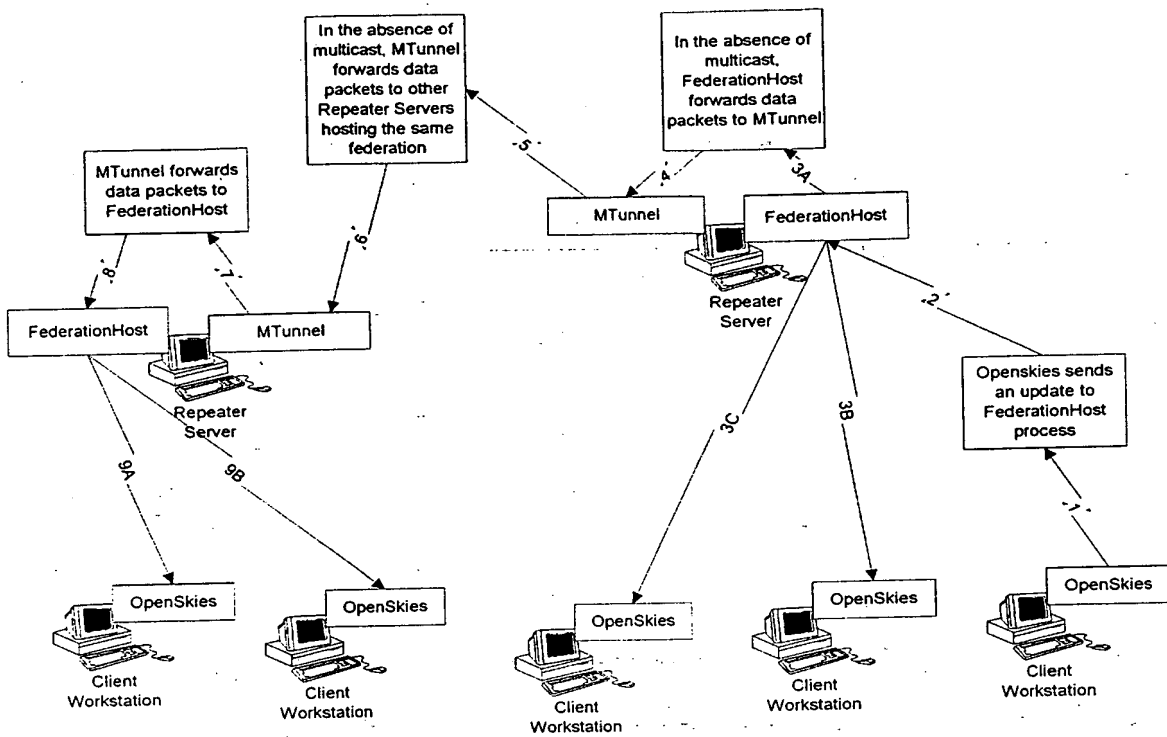 In the absence of
multicast, MTunnel
forwards data
packets to other
Repeater Servers
hosting the same
federation
In the absence of
multicast,
FederationHost
forwards data
packets to MTunnel
MTunnel forwards
data packets to
FederationHost
5
4
3A
MTunnel
FederationHost
Repeater
Server
6
7
8
2
FederationHost
MTunnel
Repeater
Server
Openskies sends
an update to
FederationHost
process
3C
3B
9A
9B
1
OpenSkies
Client
Workstation
OpenSkies
Client
Workstation
OpenSkies
Client
Workstation
OpenSkies
Client
Workstation
OpenSkies
Client
Workstation